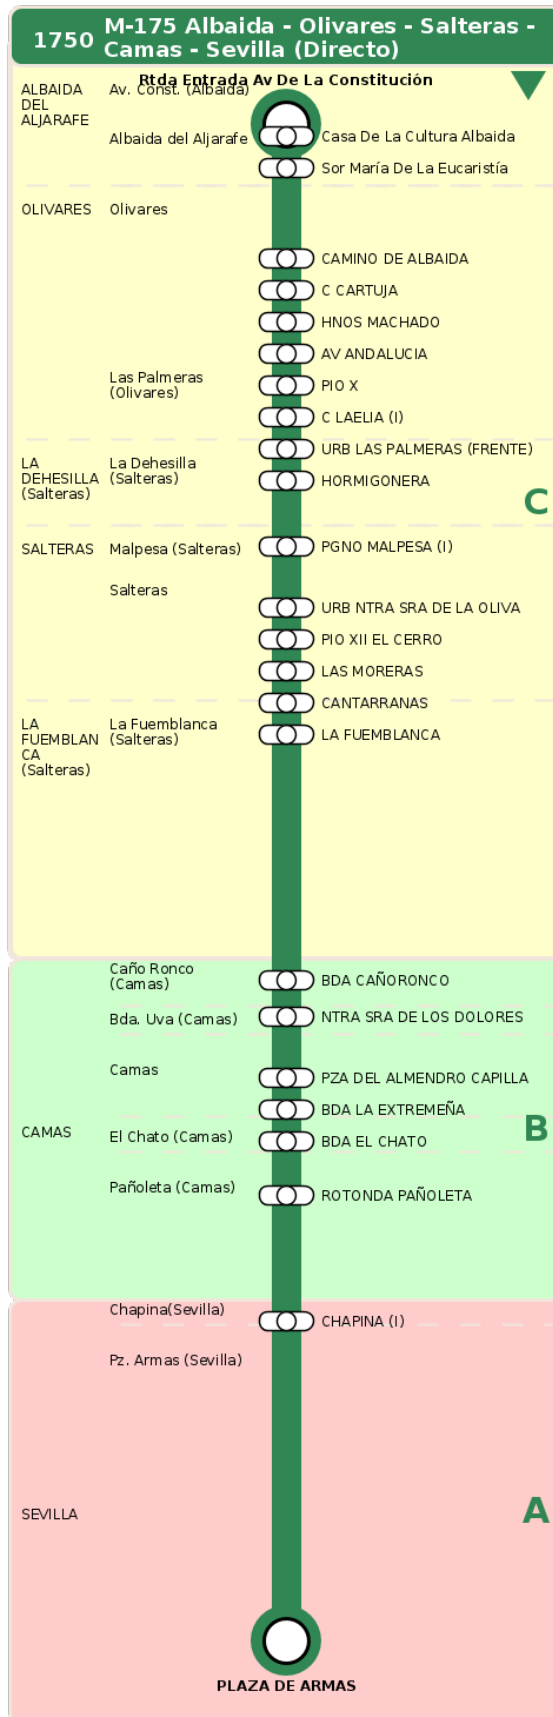 1750
M-175 Albaida - Olivares - Salteras -
Camas - Sevilla (Directo)
Rtda Entrada Av De La Constitución
ALBAIDA
DEL
ALJARAFE
Av. Const. (Albaida)
Albaida del Aljarafe
Casa De La Cultura Albaida
Sor María De La Eucaristía
OLIVARES
Olivares
CAMINO DE ALBAIDA
C CARTUJA
HNOS MACHADO
AV ANDALUCIA
Las Palmeras
(Olivares)
PIO X
C LAELIA (I)
URB LAS PALMERAS (FRENTE)
LA
DEHESILLA
(Salteras)
La Dehesilla
(Salteras)
HORMIGONERA
C
SALTERAS
Malpesa (Salteras)
PGNO MALPESA (I)
Salteras
URB NTRA SRA DE LA OLIVA
PIO XII EL CERRO
LAS MORERAS
CANTARRANAS
LA
FUEMBLAN
CA
(Salteras)
La Fuemblanca
(Salteras)
LA FUEMBLANCA
Caño Ronco
(Camas)
BDA CAÑORONCO
Bda. Uva (Camas)
NTRA SRA DE LOS DOLORES
Camas
PZA DEL ALMENDRO CAPILLA
BDA LA EXTREMEÑA
CAMAS
El Chato (Camas)
BDA EL CHATO
B
Pañoleta (Camas)
ROTONDA PAÑOLETA
Chapina(Sevilla)
CHAPINA (I)
Pz. Armas (Sevilla)
SEVILLA
A
PLAZA DE ARMAS